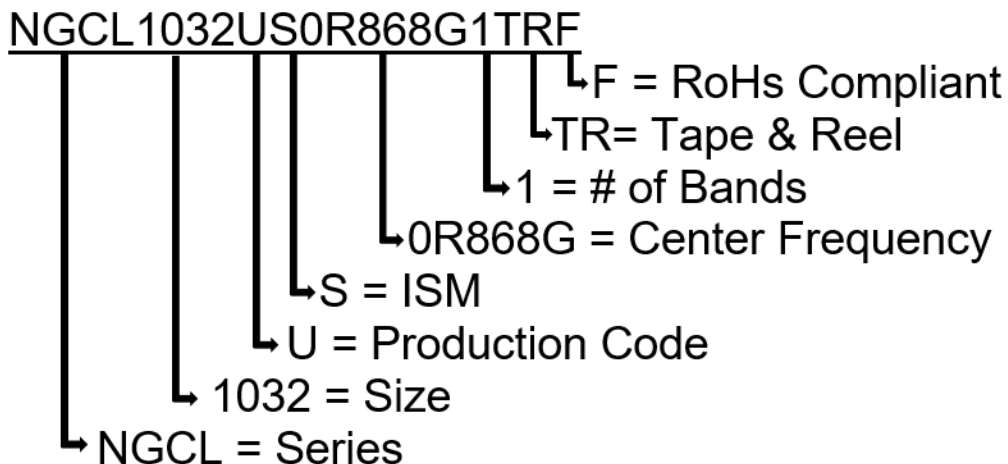 NGCL1032US0R868G1TRF
F = RoHs Compliant
TR= Tape & Reel
1 = # of Bands
0R868G = Center Frequency
S = ISM
U = Production Code
1032 = Size
NGCL = Series